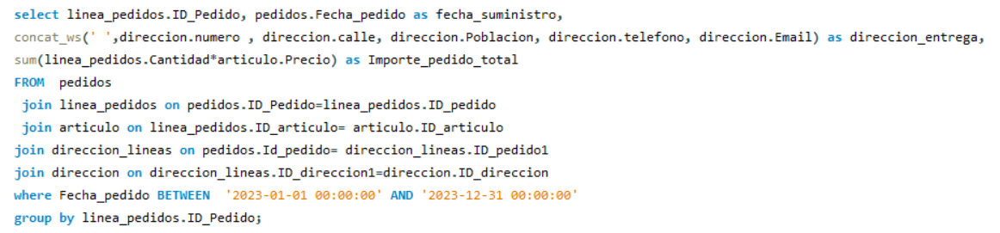 select linea_pedidos.ID_Pedido, pedidos.Fecha_pedido as fecha_suministro,
concat_ws(' ',direccion.numero , direccion.calle, direccion.Poblacion, direccion.telefono, direccion.Email) as direccion_entrega,
sum(linea_pedidos.Cantidad*articulo.Precio) as Importe_pedido_total
FROM  pedidos
 join linea_pedidos on pedidos.ID_Pedido=linea_pedidos.ID_pedido
 join articulo on linea_pedidos.ID_articulo= articulo.ID_articulo
join direccion_lineas on pedidos.Id_pedido= direccion_lineas.ID_pedido1
join direccion on direccion_lineas.ID_direccion1=direccion.ID_direccion
where Fecha_pedido BETWEEN  '2023-01-01 00:00:00' AND '2023-12-31 00:00:00'
group by linea_pedidos.ID_Pedido;